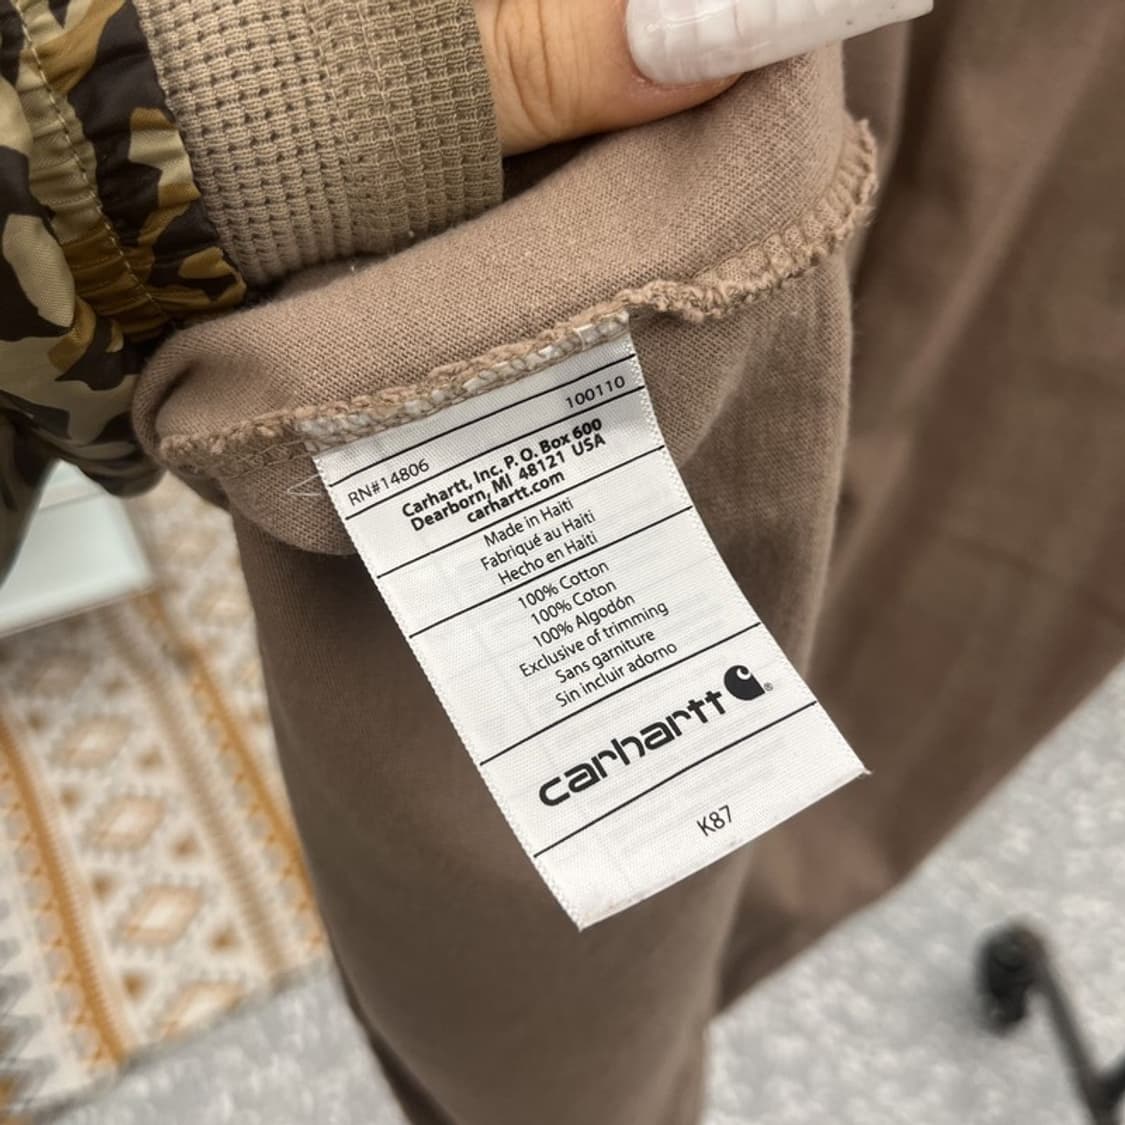 100110
RN#14806
Carhartt, Inc. P. O. Box 600
Dearborn, MI 48121 USA
carhartt.com
Made in Haiti
Fabriqué au Haiti
Hecho en Haiti
100% Cotton
100% Coton
100% Algodón
Exclusive of trimming
Sans garniture
Sin incluir adorno
carhartt®
K87